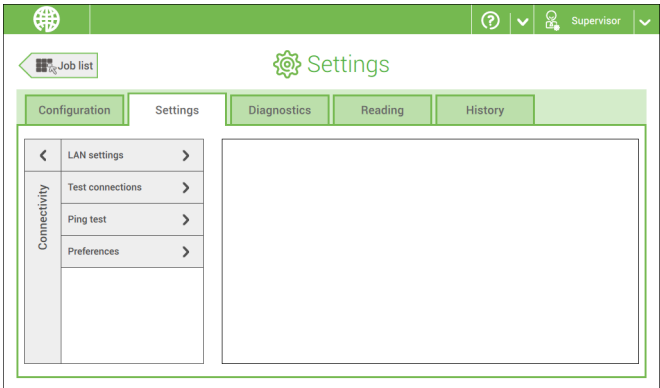 Supervisor
Job list
Settings
Configuration
Settings
Diagnostics
Reading
History
Connectivity
LAN settings
Test connections
Ping test
Preferences